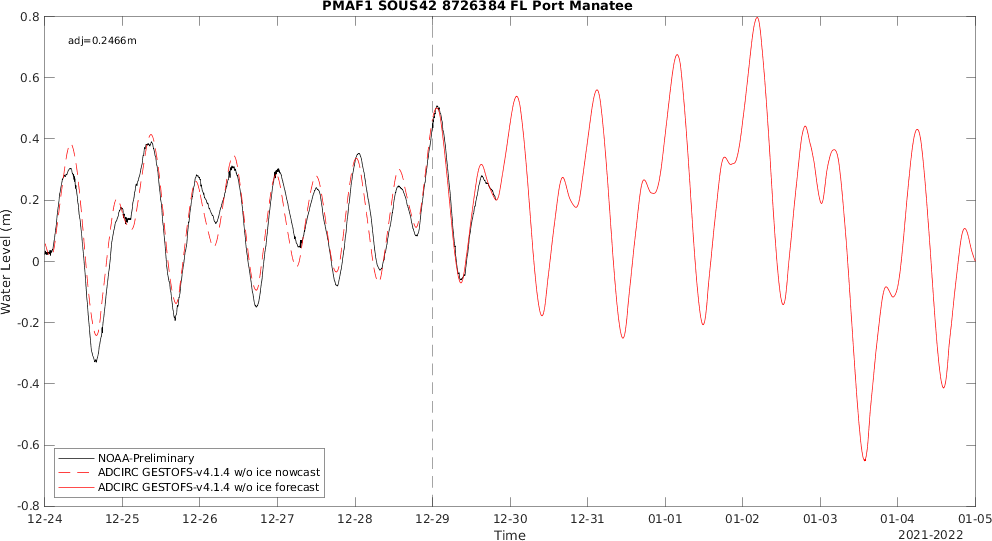 PMAF1 SOUS42 8726384 FL Port Manatee
adj=0.2466m
0.8
0.6
0.4
0.2
0
-0.2
-0.4
-0.6
-0.8
Water Level (m)
NOAA-Preliminary
ADCIRC GESTOFS-v4.1.4 w/o ice nowcast
ADCIRC GESTOFS-v4.1.4 w/o ice forecast
12-24 12-25 12-26 12-27 12-28 12-29 12-30 12-31 01-01 01-02 01-03 01-04 01-05
Time
2021-2022